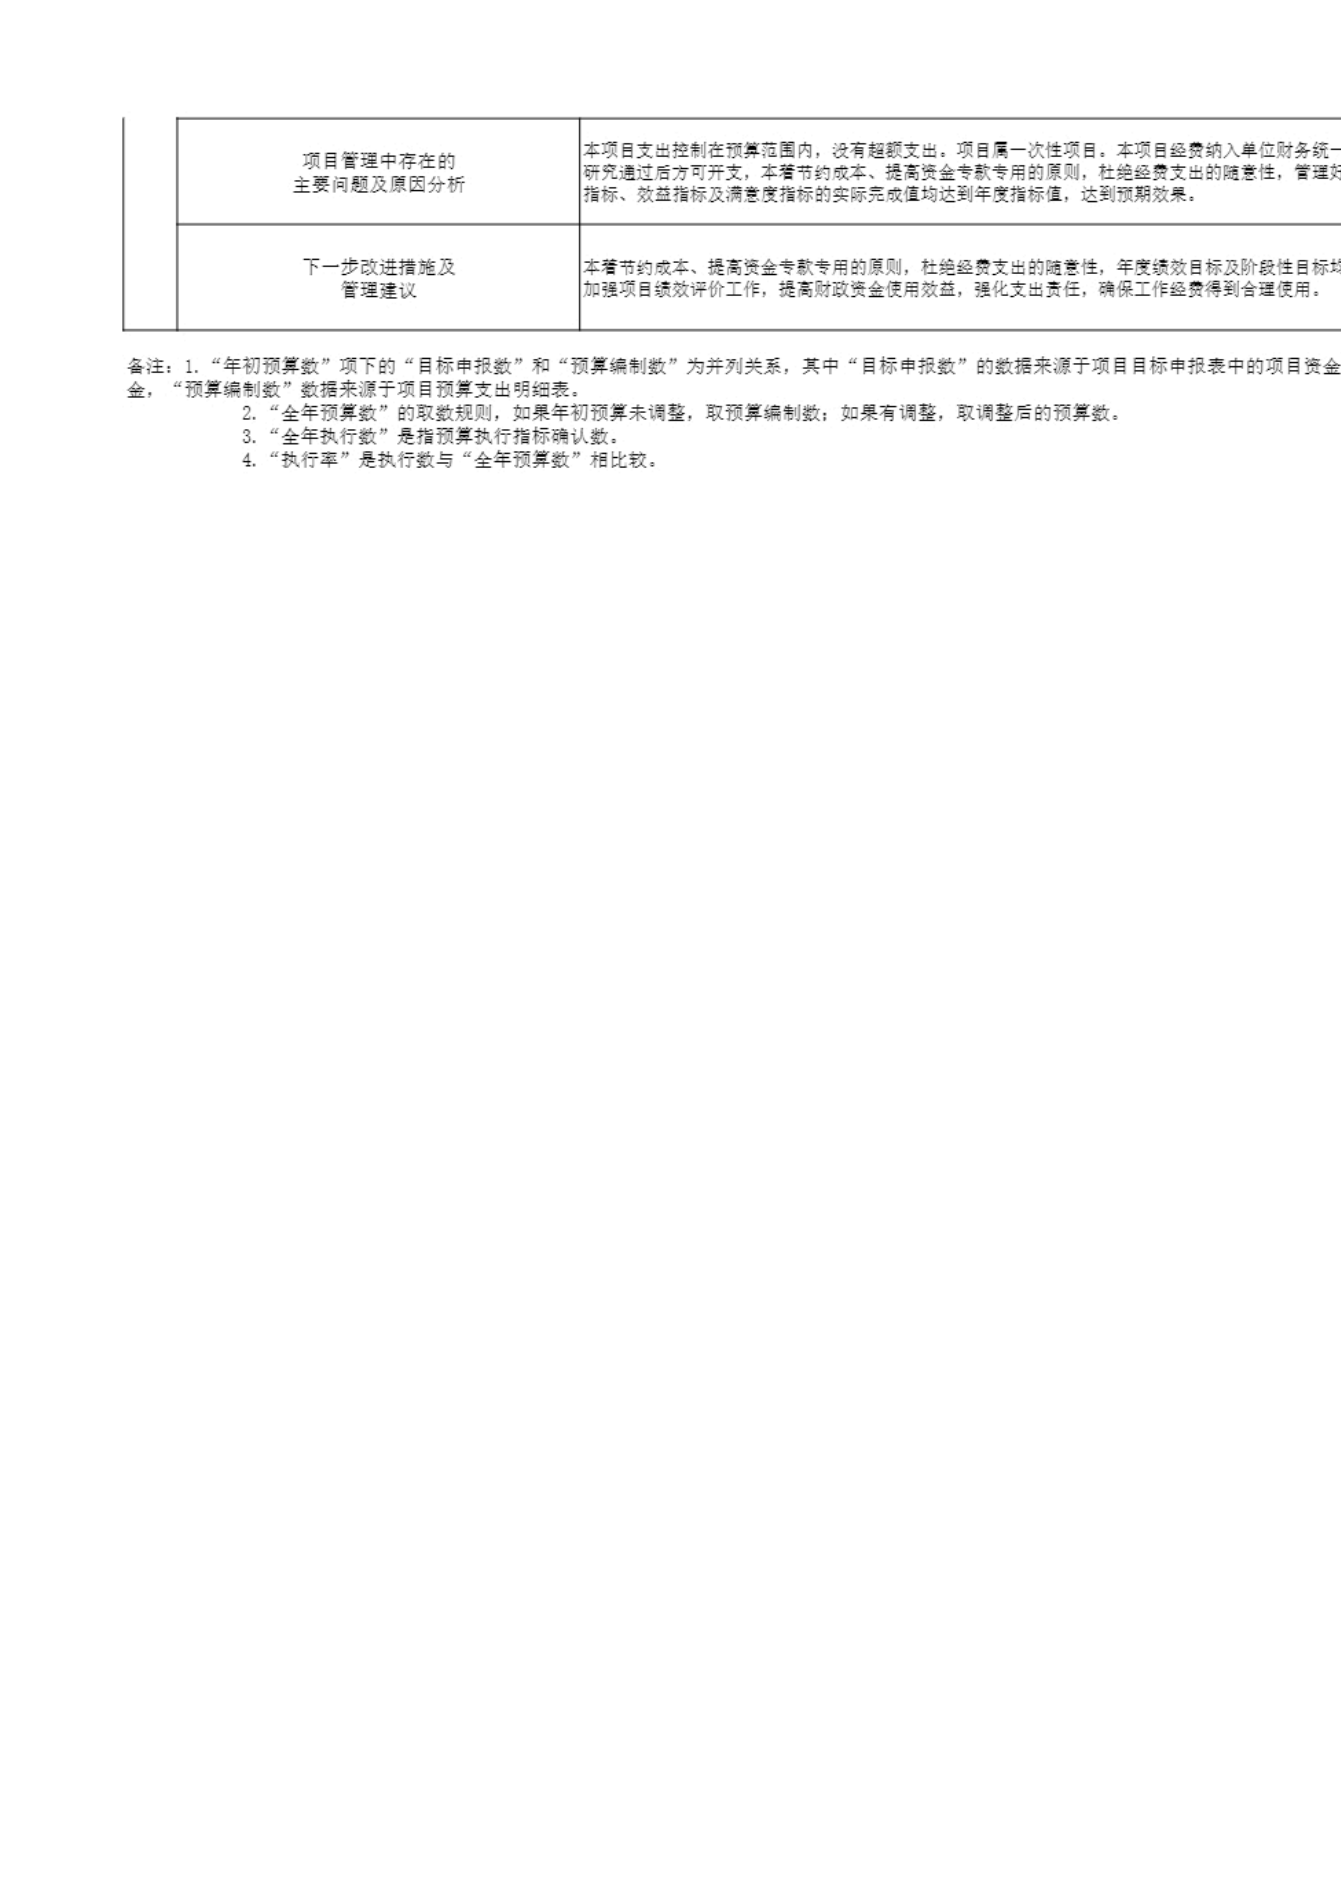 项目管理中存在的
主要问题及原因分析
本项目支出控制在预算范围内，没有超额支出。项目属一次性项目。本项目经费纳入单位财务统一
研究通过后方可开支，本着节约成本、提高资金专款专用的原则，杜绝经费支出的随意性，管理好
指标、效益指标及满意度指标的实际完成值均达到年度指标值，达到预期效果。
下一步改进措施及
管理建议
本着节约成本、提高资金专款专用的原则，杜绝经费支出的随意性，年度绩效目标及阶段性目标均
加强项目绩效评价工作，提高财政资金使用效益，强化支出责任，确保工作经费得到合理使用。
备注：1.“年初预算数”项下的“目标申报数”和“预算编制数”为并列关系，其中“目标申报数”的数据来源于项目目标申报表中的项目资金
金，“预算编制数”数据来源于项目预算支出明细表。
2.“全年预算数”的取数规则，如果年初预算未调整，取预算编制数；如果有调整，取调整后的预算数。
3.“全年执行数”是指预算执行指标确认数。
4.“执行率”是执行数与“全年预算数”相比较。